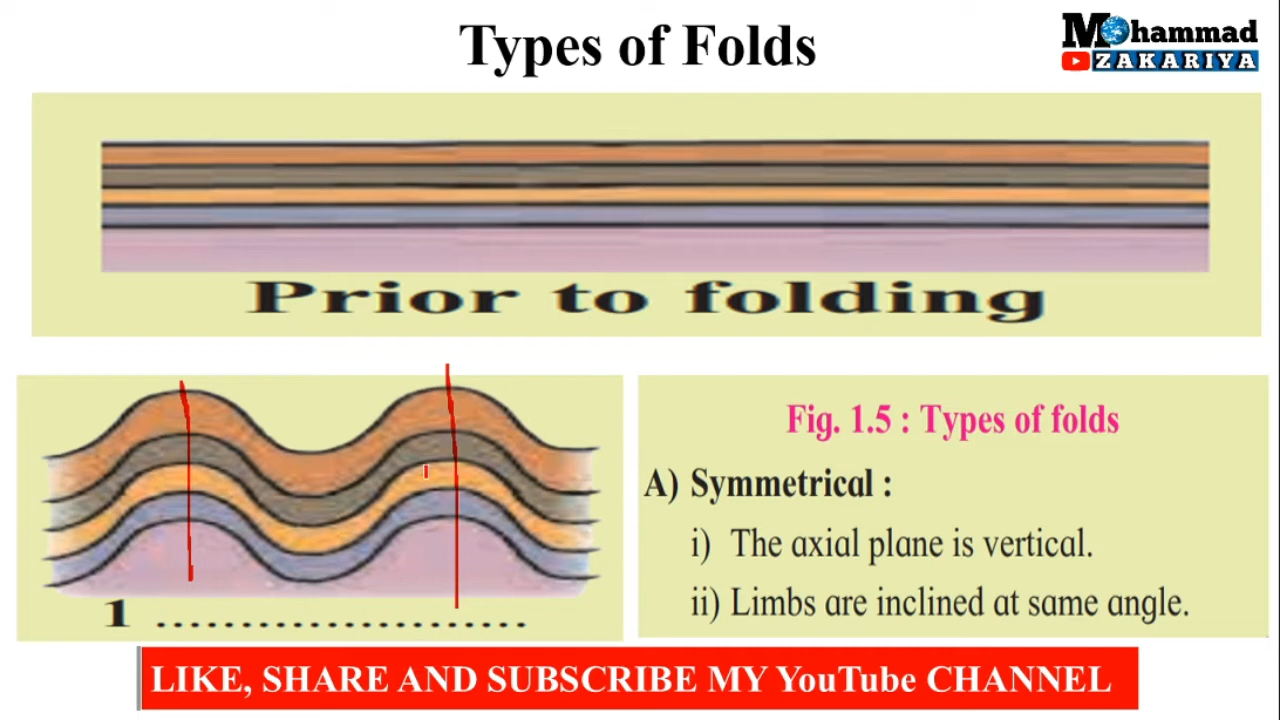 Types of Folds
Mohammad
ZAKARIYA
Prior to folding
1 ......................
Fig. 1.5 : Types of folds
A) Symmetrical :
i) The axial plane is vertical.
ii) Limbs are inclined at same angle.
LIKE, SHARE AND SUBSCRIBE MY YouTube CHANNEL